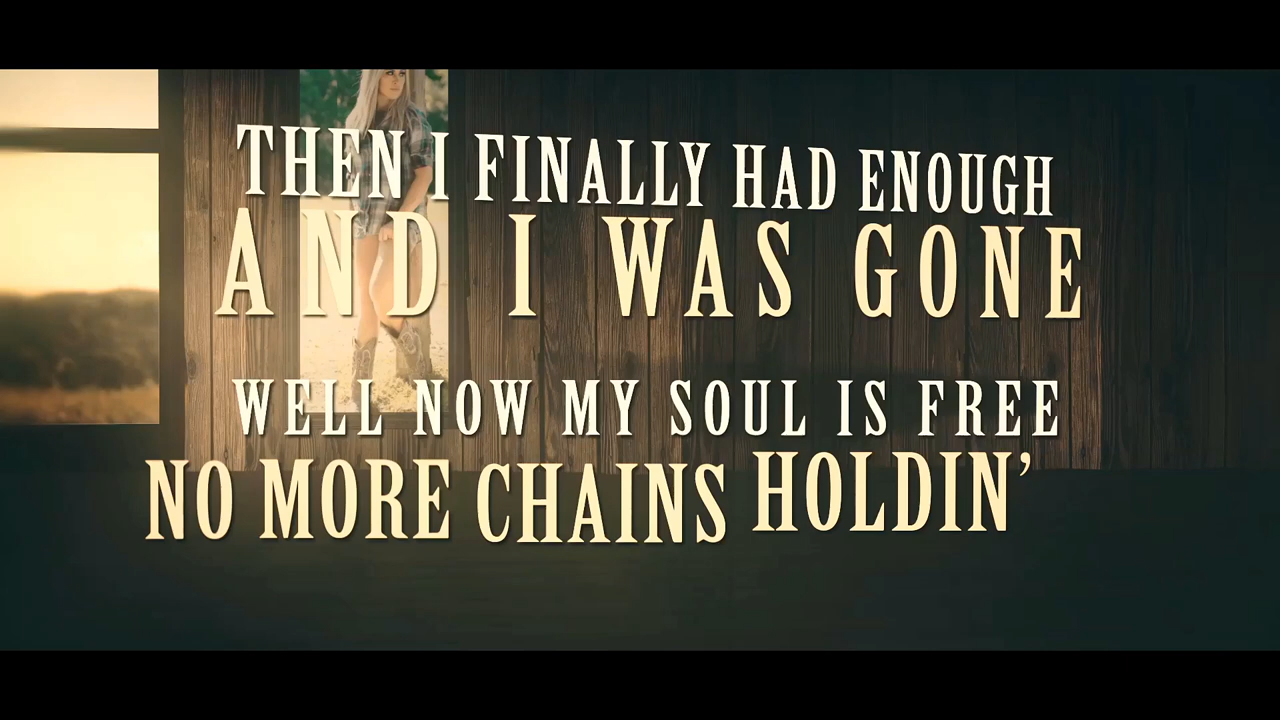 THEN I FINALLY HAD ENOUGH
AND I WAS GONE
WELL NOW MY SOUL IS FREE
NO MORE CHAINS HOLDIN’